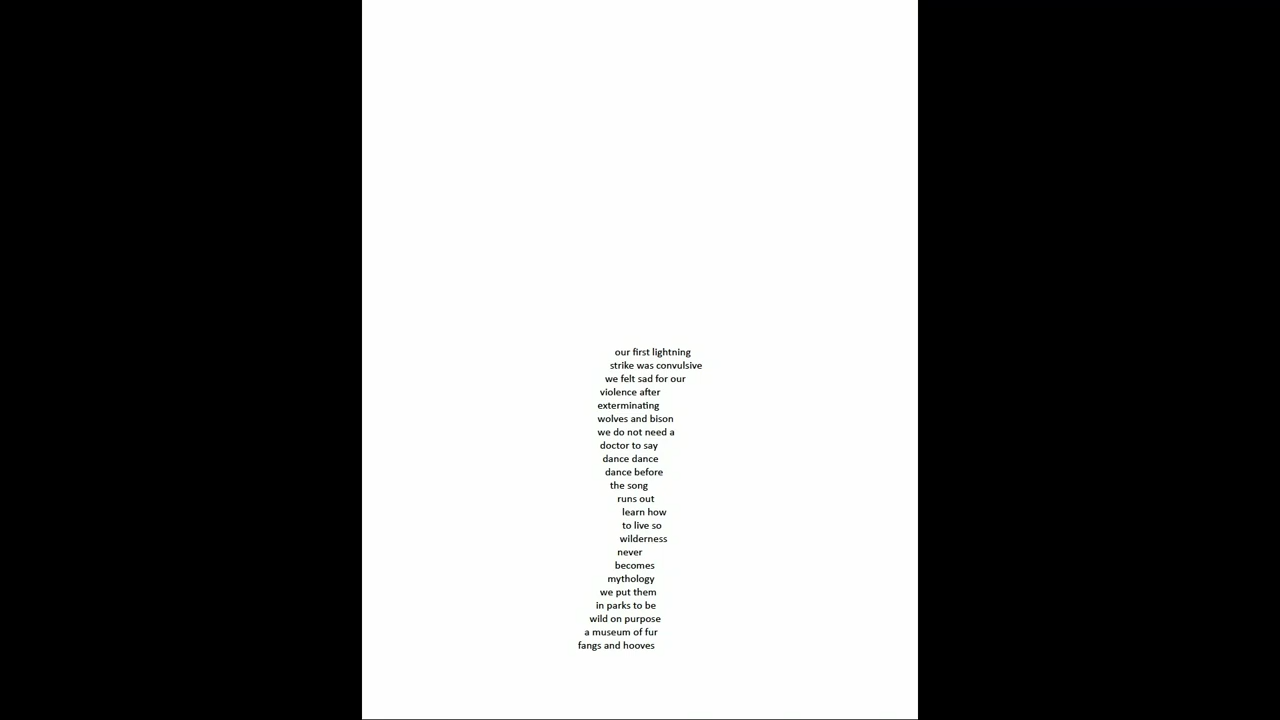 our first lightning
strike was convulsive
we felt sad for our
violence after
exterminating
wolves and bison
we do not need a
doctor to say
dance dance
dance before
the song
runs out
learn how
to live so
wilderness
never
becomes
mythology
we put them
in parks to be
wild on purpose
a museum of fur
fangs and hooves